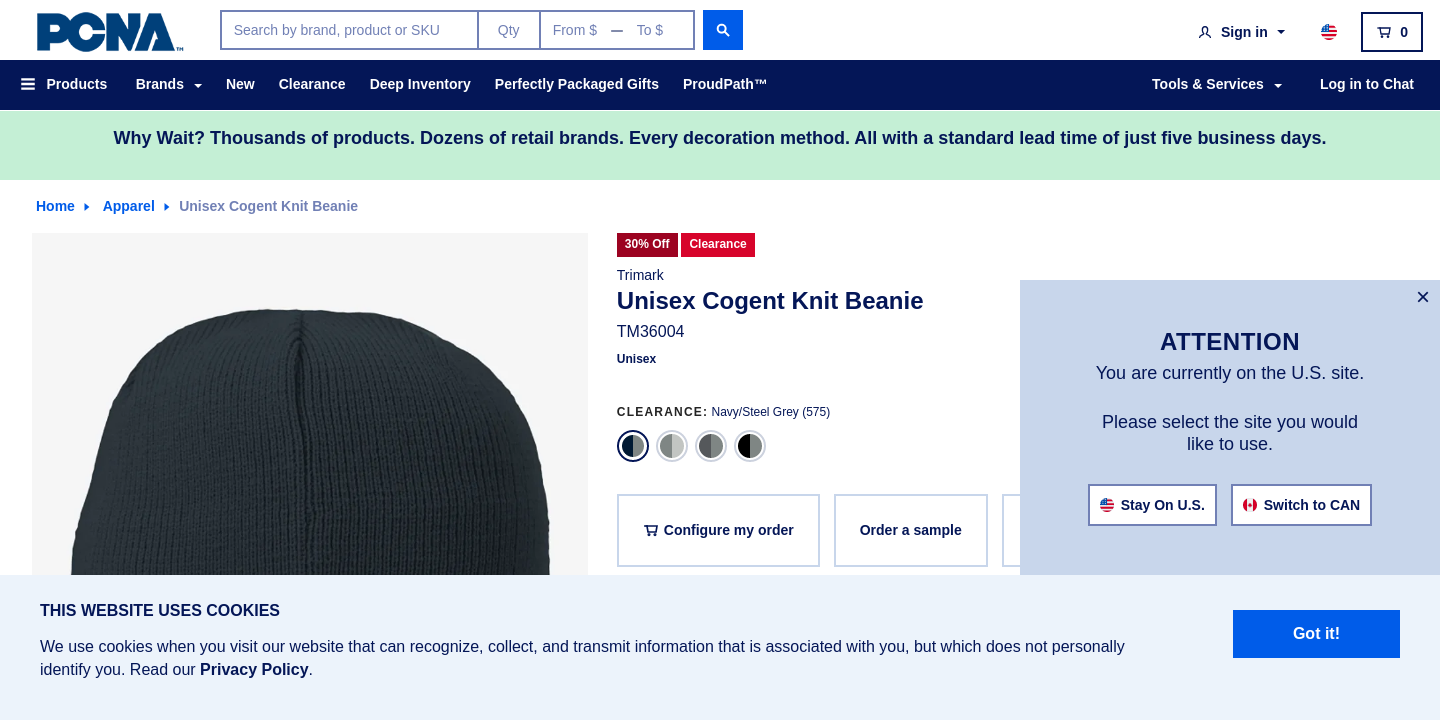 PCNA™
Search by brand, product or SKU
Qty
From $ — To $
Sign in
0
Products
Brands
New
Clearance
Deep Inventory
Perfectly Packaged Gifts
ProudPath™
Tools & Services
Log in to Chat
Why Wait? Thousands of products. Dozens of retail brands. Every decoration method. All with a standard lead time of just five business days.
Home
Apparel
Unisex Cogent Knit Beanie
30% Off
Clearance
Trimark
Unisex Cogent Knit Beanie
TM36004
Unisex
CLEARANCE: Navy/Steel Grey (575)
Configure my order
Order a sample
×
ATTENTION
You are currently on the U.S. site.
Please select the site you would
like to use.
Stay On U.S.
Switch to CAN
THIS WEBSITE USES COOKIES
We use cookies when you visit our website that can recognize, collect, and transmit information that is associated with you, but which does not personally
identify you. Read our Privacy Policy.
Got it!